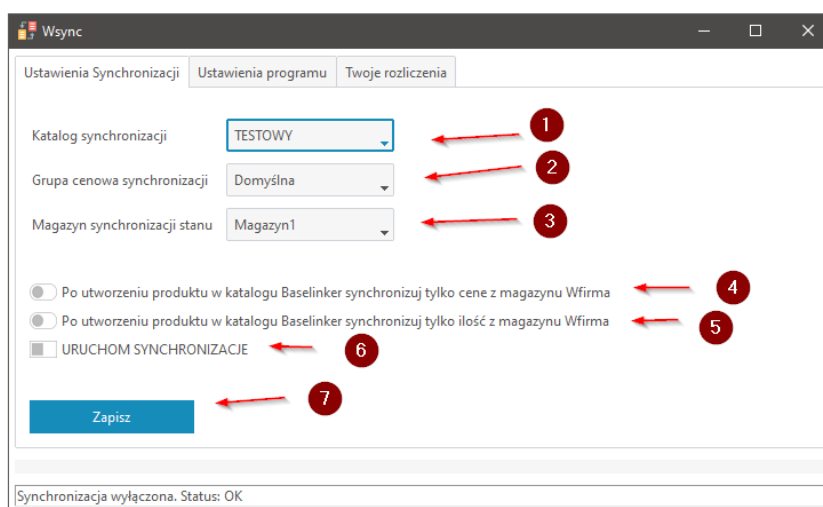 Wsync
Ustawienia Synchronizacji Ustawienia programu Twoje rozliczenia
Katalog synchronizacji TESTOWY 1
Grupa cenowa synchronizacji Domyślna 2
Magazyn synchronizacji stanu Magazyn1 3
Po utworzeniu produktu w katalogu Baselinker synchronizuj tylko cene z magazynu Wfirma 4
Po utworzeniu produktu w katalogu Baselinker synchronizuj tylko ilość z magazynu Wfirma 5
URUCHOM SYNCHRONIZACJE 6
Zapisz 7
Synchronizacja wyłączona. Status: OK